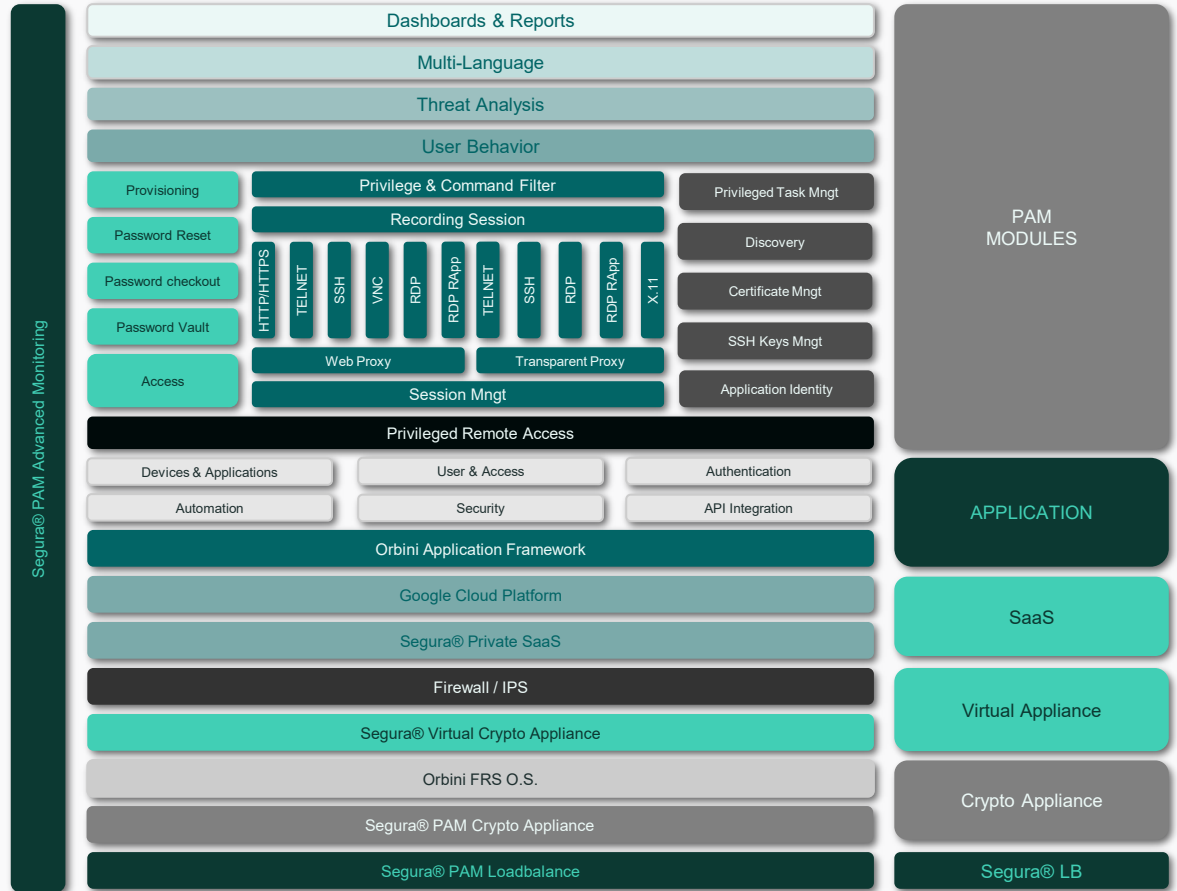 Segura® PAM Advanced Monitoring
Dashboards & Reports
Multi-Language
Threat Analysis
User Behavior
Provisioning
Password Reset
Password checkout
Password Vault
Access
Privilege & Command Filter
Recording Session
HTTP/HTTPS
TELNET
SSH
VNC
RDP
RDP RApp
TELNET
SSH
RDP
RDP RApp
X.11
Web Proxy
Transparent Proxy
Session Mngt
Privileged Task Mngt
Discovery
Certificate Mngt
SSH Keys Mngt
Application Identity
Privileged Remote Access
Devices & Applications
User & Access
Authentication
Automation
Security
API Integration
Orbini Application Framework
Google Cloud Platform
Segura® Private SaaS
Firewall / IPS
Segura® Virtual Crypto Appliance
Orbini FRS O.S.
Segura® PAM Crypto Appliance
Segura® PAM Loadbalance
PAM
MODULES
APPLICATION
SaaS
Virtual Appliance
Crypto Appliance
Segura® LB